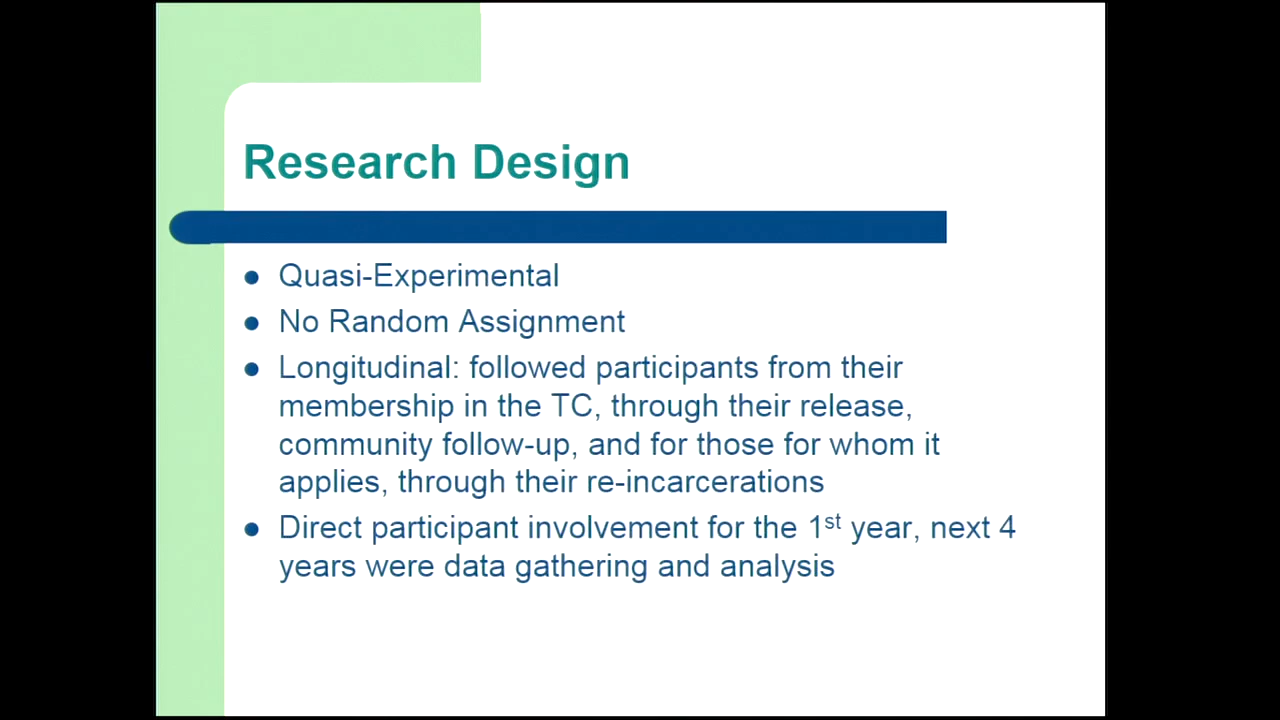 Research Design
Quasi-Experimental
No Random Assignment
Longitudinal: followed participants from their
membership in the TC, through their release,
community follow-up, and for those for whom it
applies, through their re-incarcerations
Direct participant involvement for the 1st year, next 4
years were data gathering and analysis